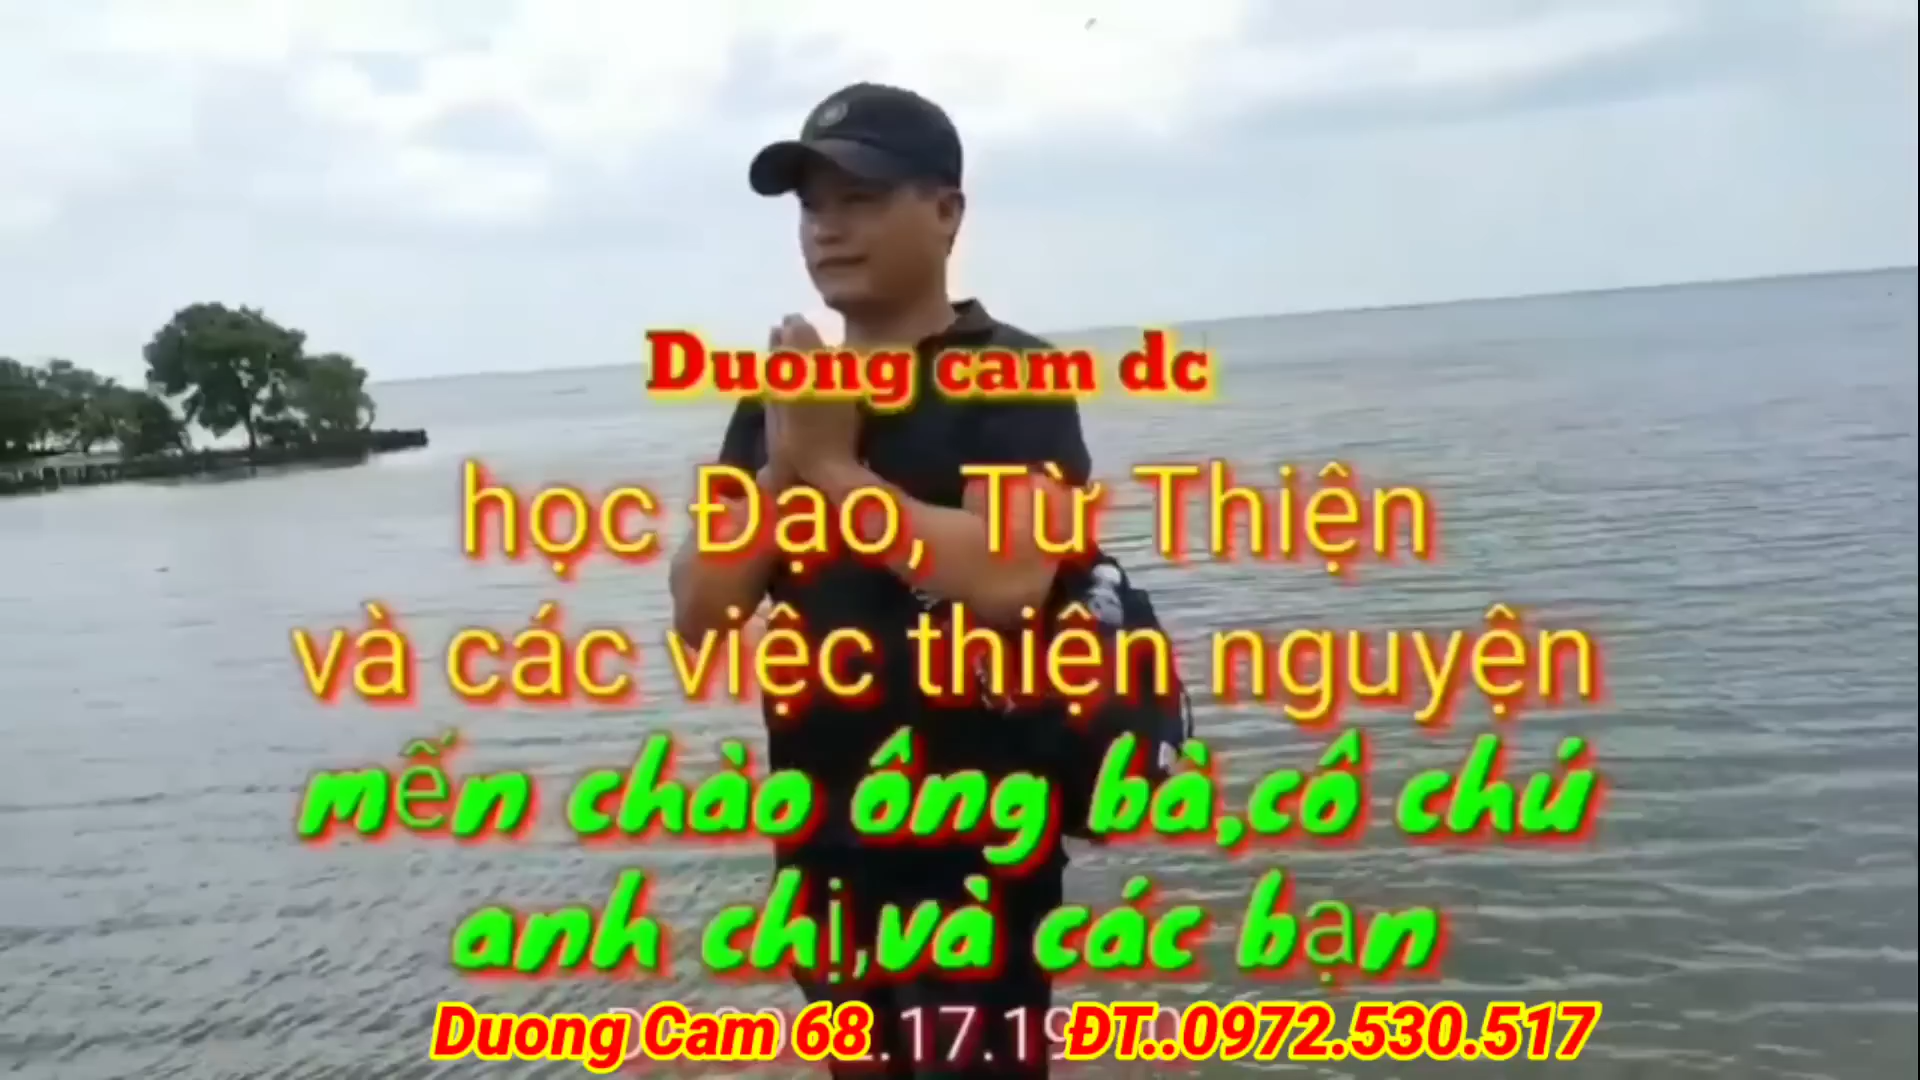 Duong cam dc
học Đạo, Từ Thiện
và các việc thiện nguyện
mến chào ông bà,cô chú
anh chị,và các bạn
Duong Cam 68 ĐT..0972.530.517